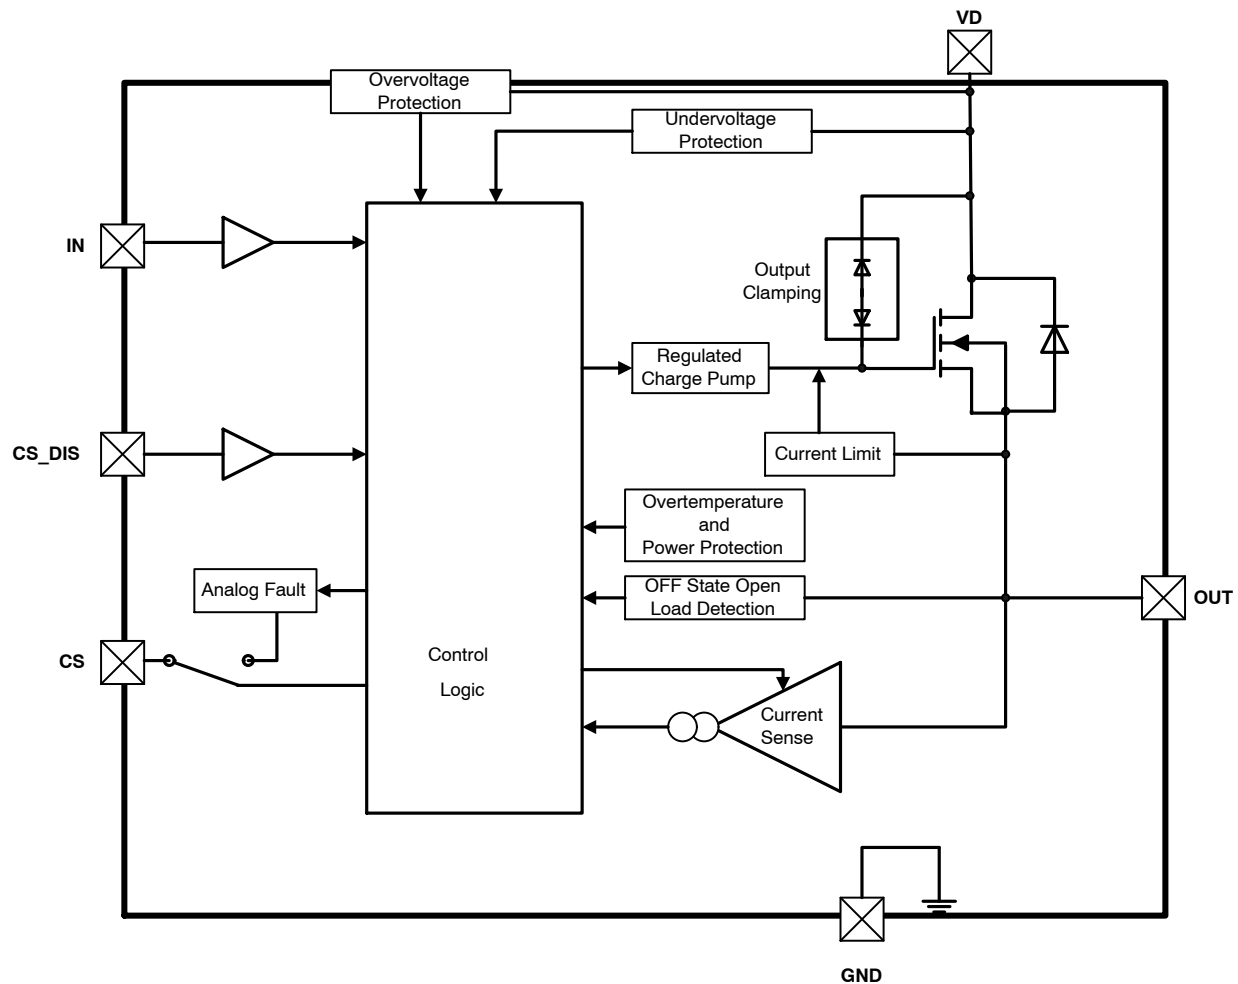 VD
Overvoltage
Protection
Undervoltage
Protection
IN
Output
Clamping
Regulated
Charge Pump
CS_DIS
Current Limit
Overtemperature
and
Power Protection
Analog Fault
OFF State Open
Load Detection
OUT
CS
Control
Logic
Current
Sense
GND